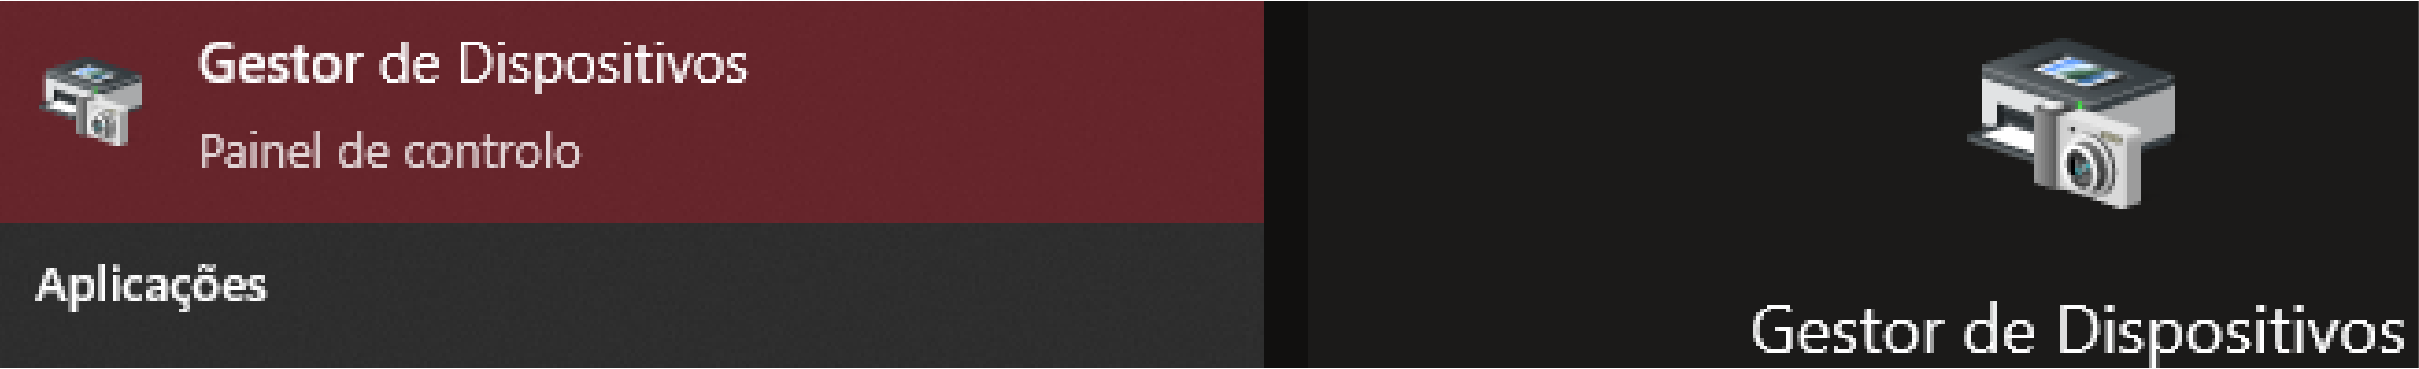 Gestor de Dispositivos
Painel de controlo
Aplicações
Gestor de Dispositivos